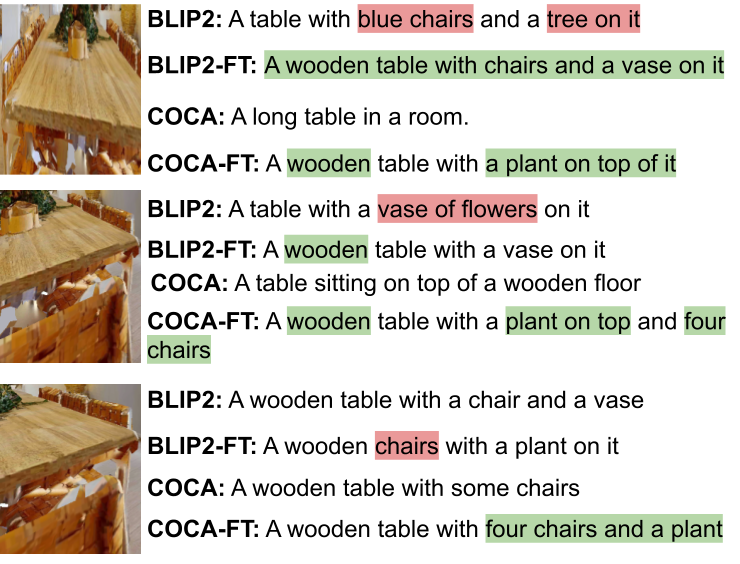 BLIP2: A table with blue chairs and a tree on it
BLIP2-FT: A wooden table with chairs and a vase on it
COCA: A long table in a room.
COCA-FT: A wooden table with a plant on top of it
BLIP2: A table with a vase of flowers on it
BLIP2-FT: A wooden table with a vase on it
COCA: A table sitting on top of a wooden floor
COCA-FT: A wooden table with a plant on top and four
chairs
BLIP2: A wooden table with a chair and a vase
BLIP2-FT: A wooden chairs with a plant on it
COCA: A wooden table with some chairs
COCA-FT: A wooden table with four chairs and a plant